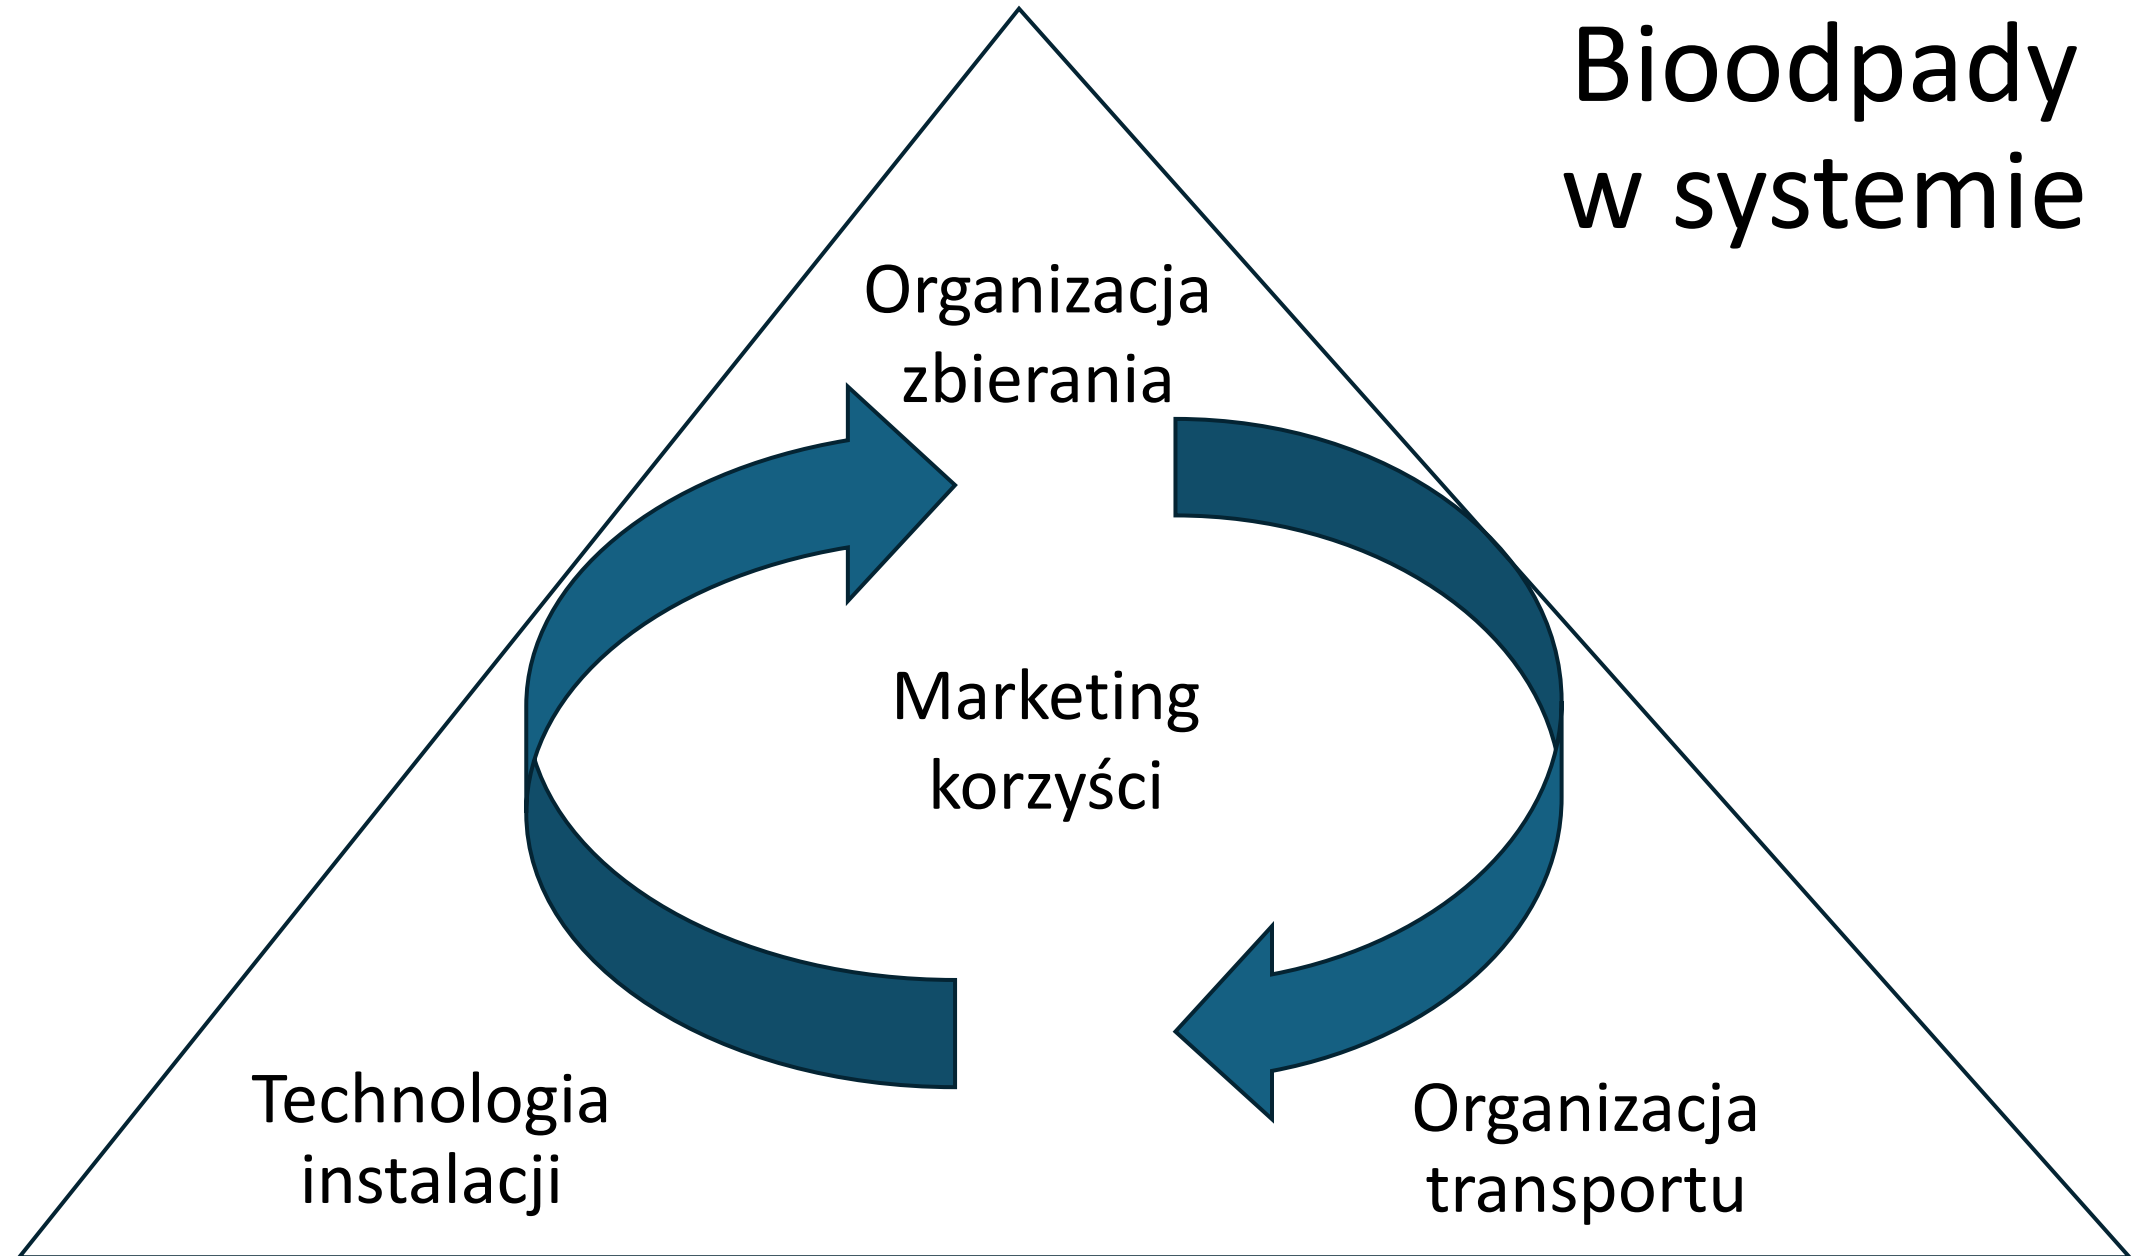 Bioodpady
w systemie
Organizacja
zbierania
Marketing
korzyści
Technologia
instalacji
Organizacja
transportu